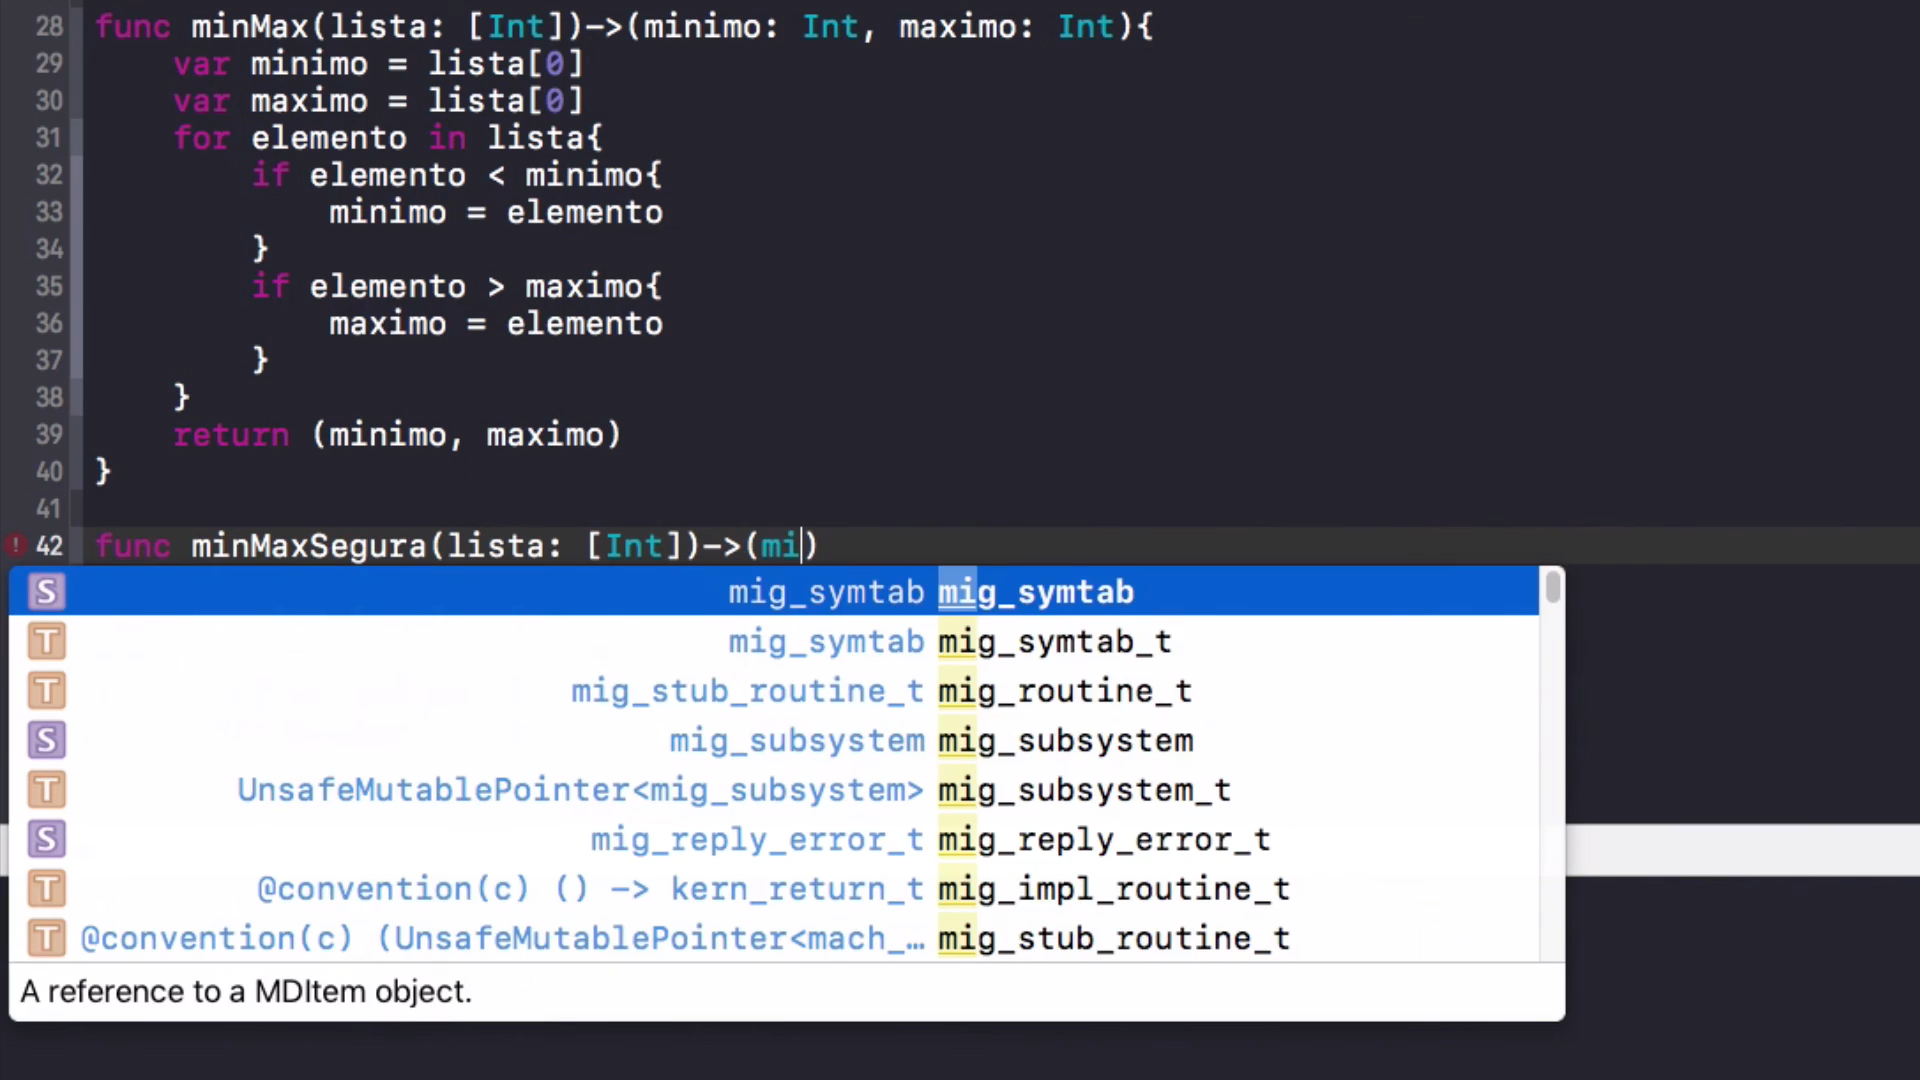 28 func minMax(lista: [Int])->(minimo: Int, maximo: Int){
29 var minimo = lista[0]
30 var maximo = lista[0]
31 for elemento in lista{
32 if elemento < minimo{
33 minimo = elemento
34 }
35 if elemento > maximo{
36 maximo = elemento
37 }
38 }
39 return (minimo, maximo)
40 }
41
! 42 func minMaxSegura(lista: [Int])->(mi)
S mig_symtab mig_symtab
T mig_symtab mig_symtab_t
T mig_stub_routine_t mig_routine_t
S mig_subsystem mig_subsystem
T UnsafeMutablePointer<mig_subsystem> mig_subsystem_t
S mig_reply_error_t mig_reply_error_t
T @convention(c) () -> kern_return_t mig_impl_routine_t
T @convention(c) (UnsafeMutablePointer<mach_… mig_stub_routine_t
A reference to a MDItem object.